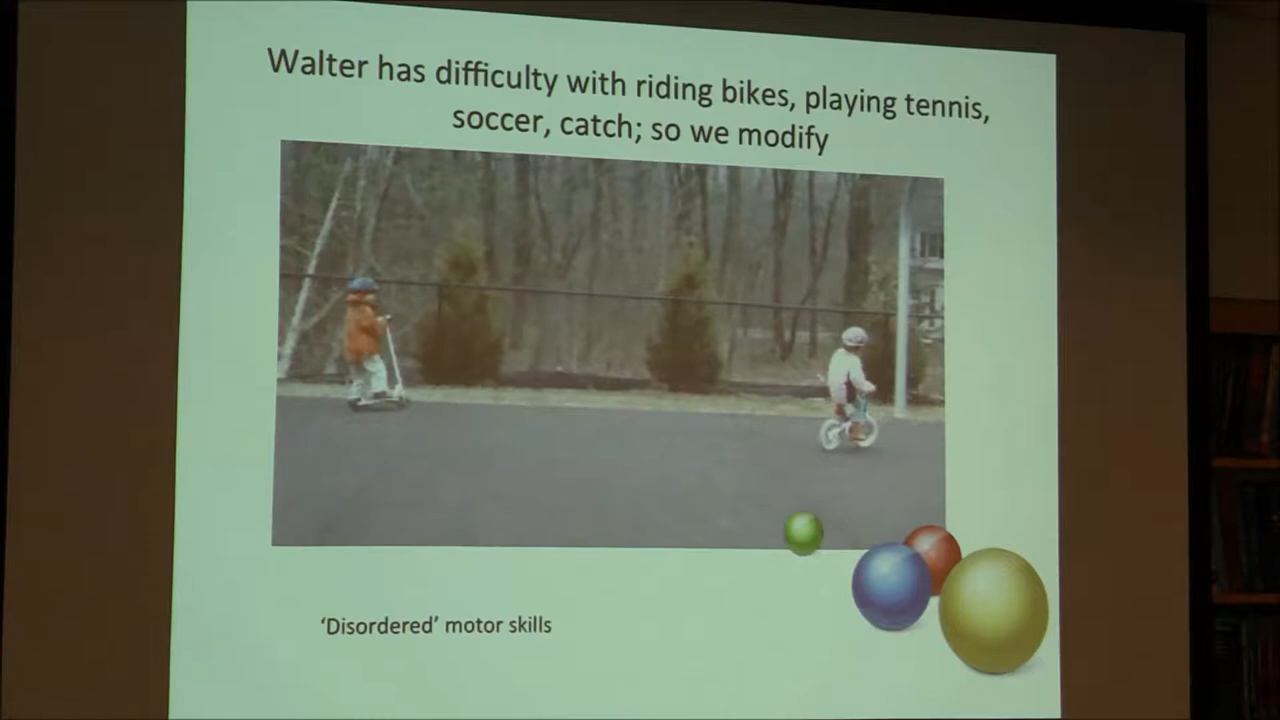 Walter has difficulty with riding bikes, playing tennis,
soccer, catch; so we modify
‘Disordered’ motor skills